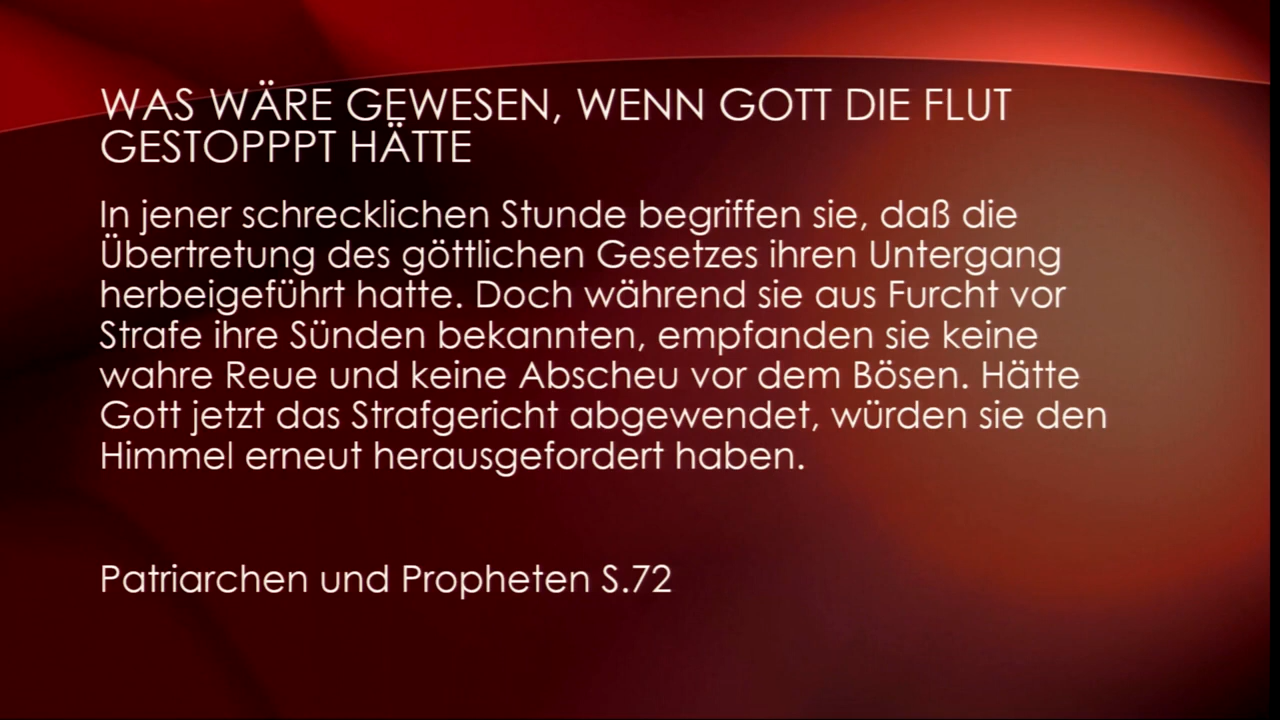 WAS WÄRE GEWESEN, WENN GOTT DIE FLUT
GESTOPPPT HÄTTE
In jener schrecklichen Stunde begriffen sie, daß die
Übertretung des göttlichen Gesetzes ihren Untergang
herbeigeführt hatte. Doch während sie aus Furcht vor
Strafe ihre Sünden bekannten, empfanden sie keine
wahre Reue und keine Abscheu vor dem Bösen. Hätte
Gott jetzt das Strafgericht abgewendet, würden sie den
Himmel erneut herausgefordert haben.
Patriarchen und Propheten S.72